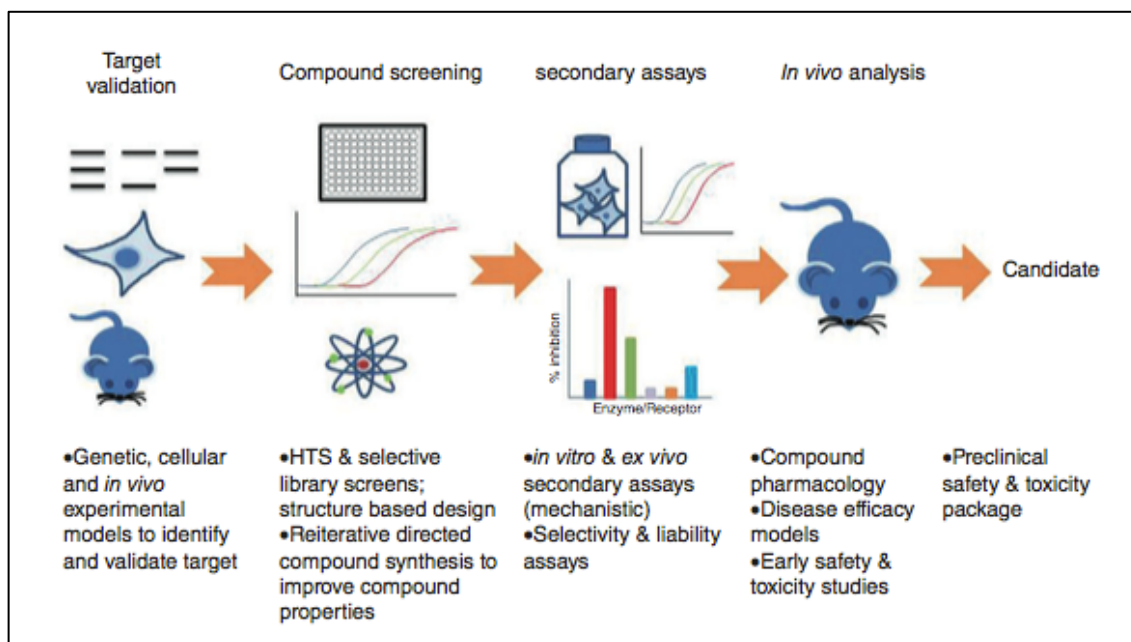 Target
validation
Compound screening
secondary assays
In vivo analysis
Candidate
% inhibition
Enzyme/Receptor
•Genetic, cellular
and in vivo
experimental
models to identify
and validate target
•HTS & selective
library screens;
structure based design
•Reiterative directed
compound synthesis to
improve compound
properties
•in vitro & ex vivo
secondary assays
(mechanistic)
•Selectivity & liability
assays
•Compound
pharmacology
•Disease efficacy
models
•Early safety &
toxicity studies
•Preclinical
safety & toxicity
package